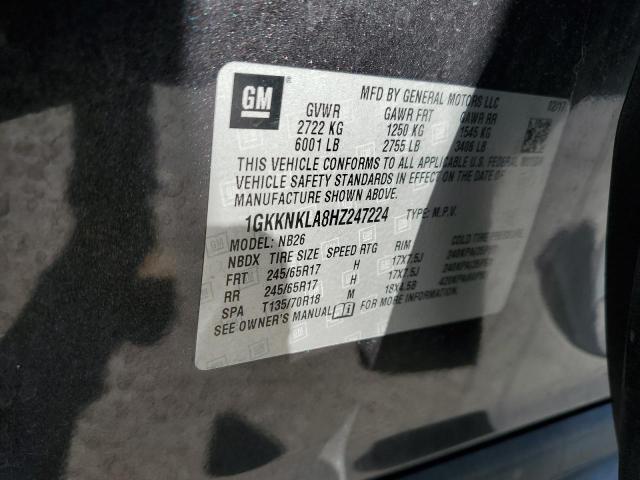 GM
MFD BY GENERAL MOTORS LLC 02/17
GVWR GAWR FRT GAWR RR
2722 KG 1250 KG 1545 KG
6001 LB 2755 LB 3406 LB
THIS VEHICLE CONFORMS TO ALL APPLICABLE U.S. FEDERAL
VEHICLE SAFETY STANDARDS IN EFFECT ON THE DATE OF
MANUFACTURE SHOWN ABOVE.
1GKKNKLA8HZ247224 TYPE: M.P.V.
MODEL: NB26
NBDX TIRE SIZE SPEED RTG RIM COLD TIRE PRESSURE
FRT 245/65R17 H 17X7.5J
RR 245/65R17 H 17X7.5J
SPA T135/70R18 M 18X4.5B
SEE OWNER'S MANUAL FOR MORE INFORMATION.